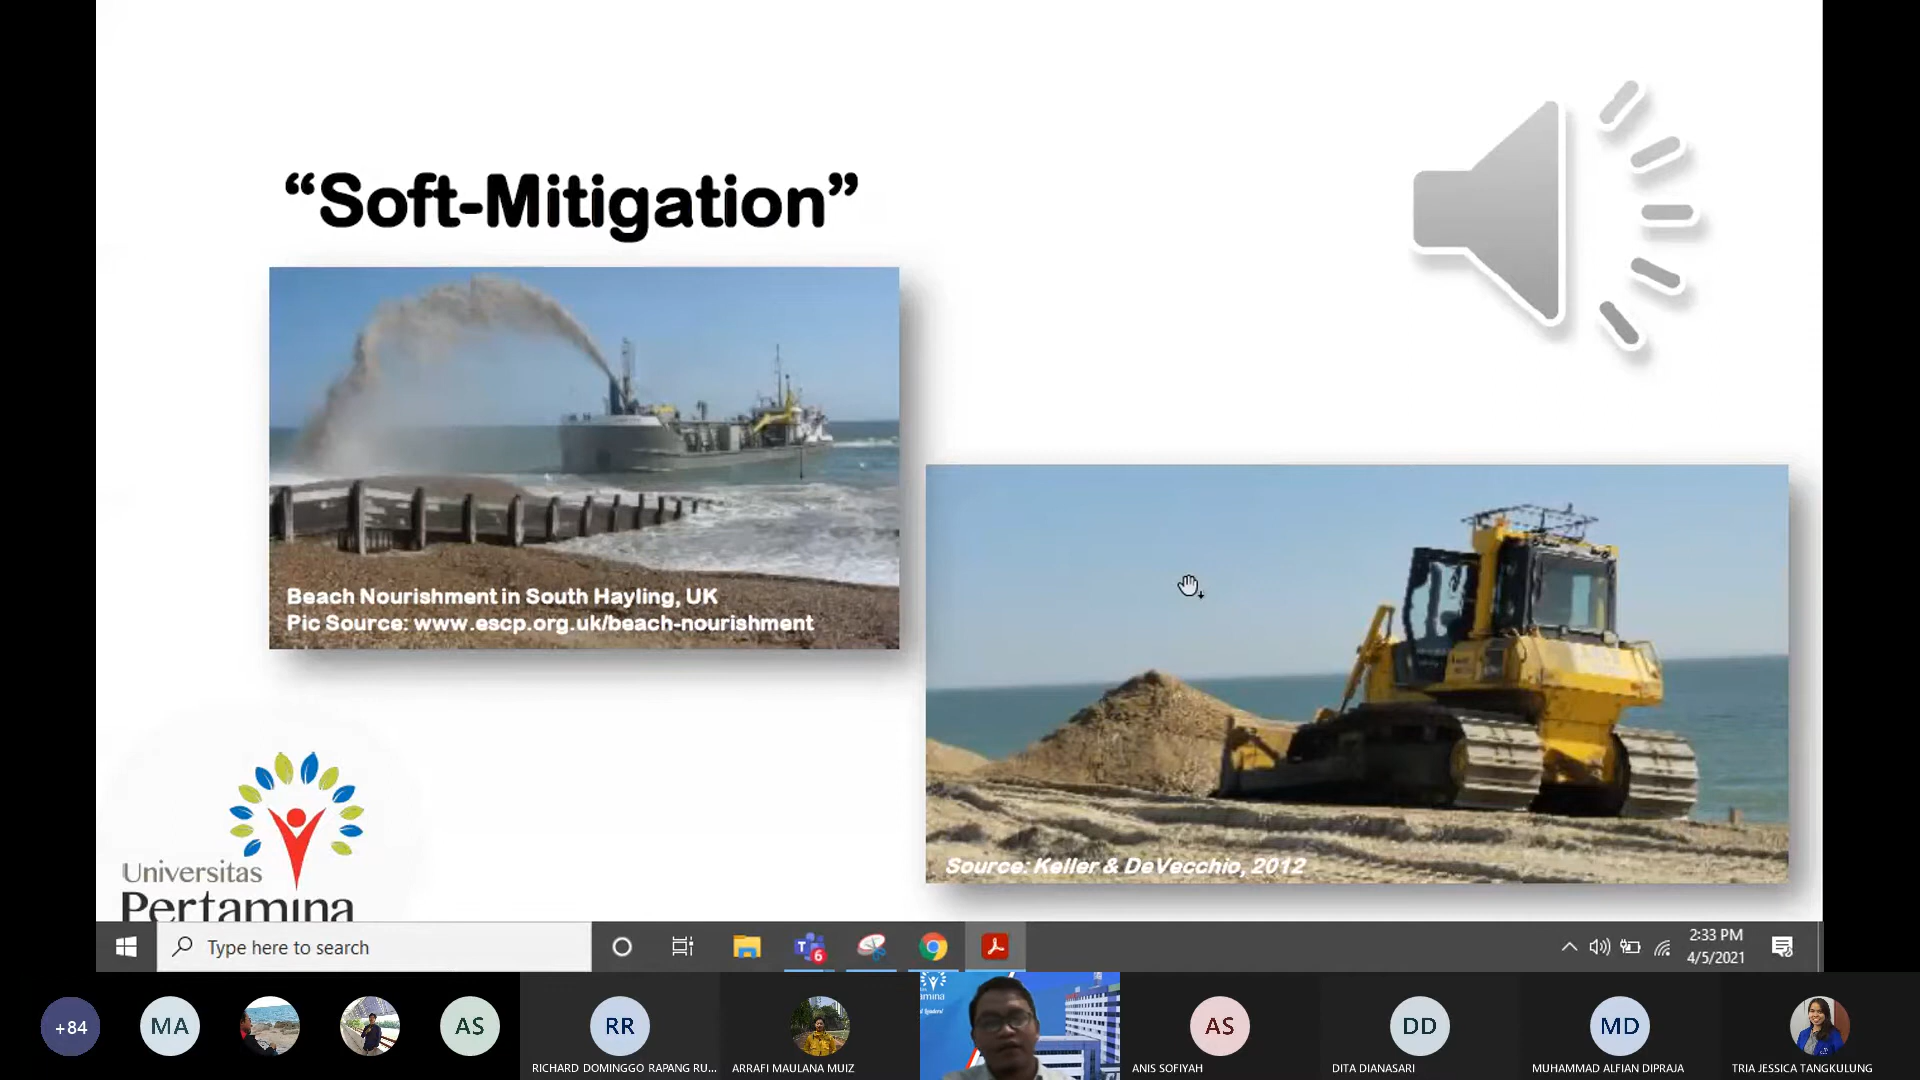 “Soft-Mitigation”
Beach Nourishment in South Hayling, UK
Pic Source: www.escp.org.uk/beach-nourishment
Source: Keller & DeVecchio, 2012
Universitas
Pertamina
Type here to search
6
2:33 PM
4/5/2021
+84
MA
AS
RR
AS
DD
MD
RICHARD DOMINGGO RAPANG RU...
ARRAFI MAULANA MUIZ
ANIS SOFIYAH
DITA DIANASARI
MUHAMMAD ALFIAN DIPRAJA
TRIA JESSICA TANGKULUNG